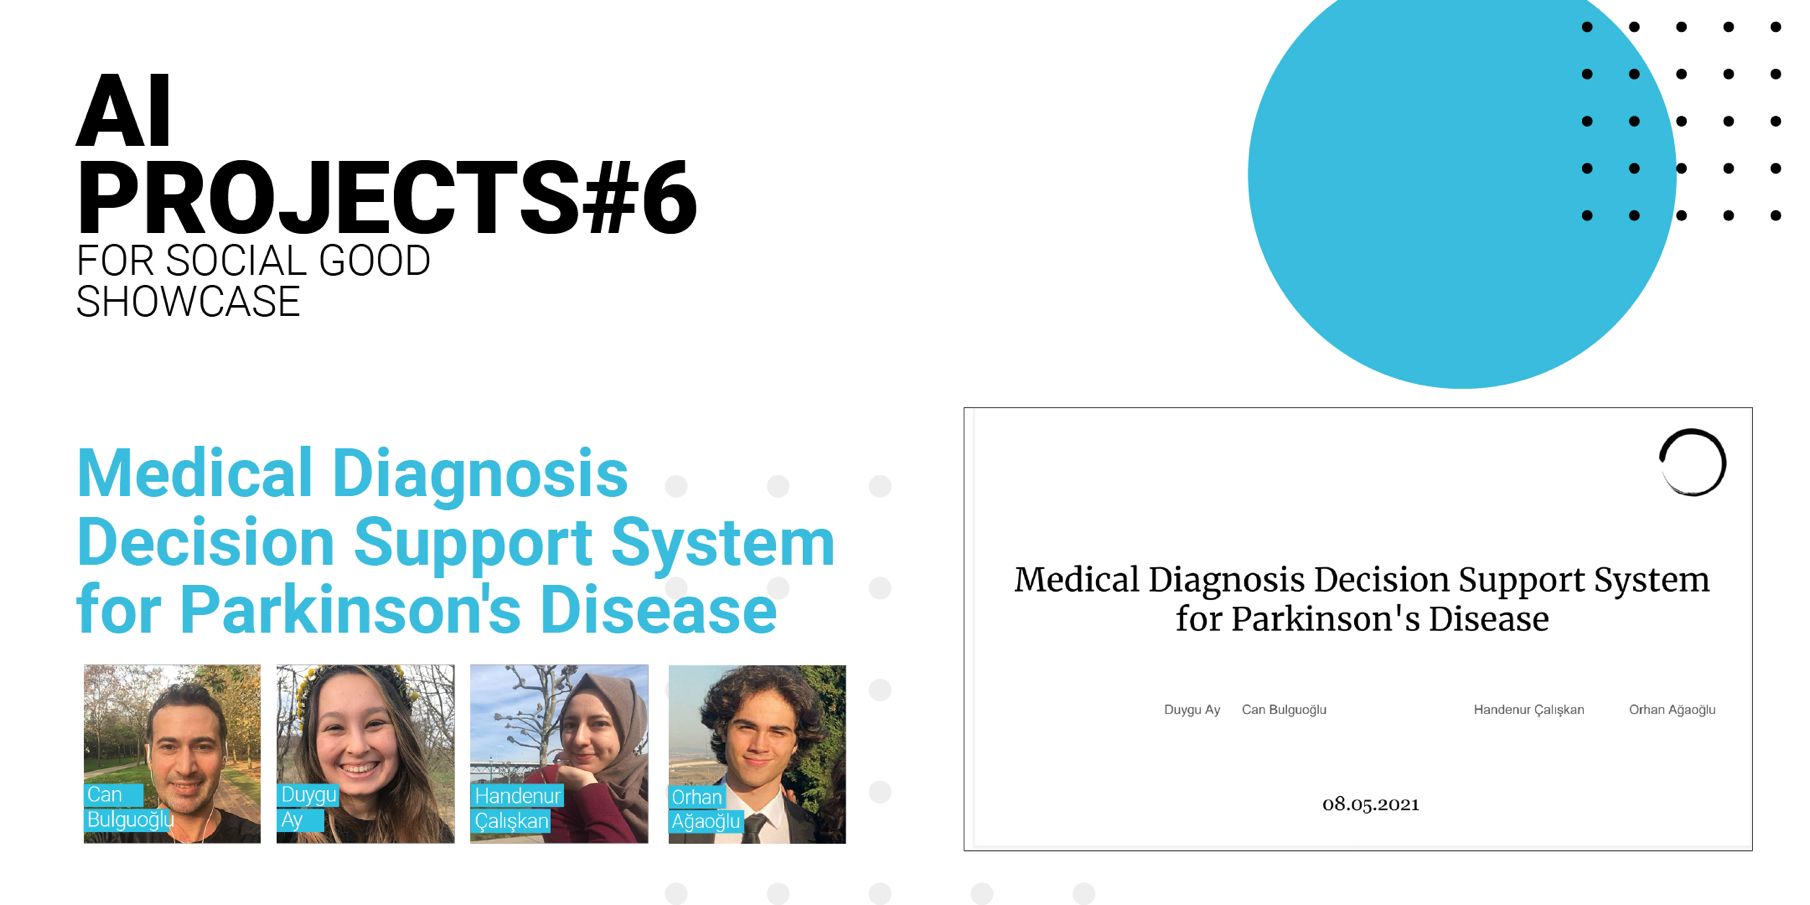 AI
PROJECTS#6
FOR SOCIAL GOOD
SHOWCASE
Medical Diagnosis
Decision Support System
for Parkinson's Disease
Can
Bulguoğlu
Duygu
Ay
Handenur
Çalışkan
Orhan
Ağaoğlu
Medical Diagnosis Decision Support System
for Parkinson's Disease
Duygu Ay Can Bulguoğlu Handenur Çalışkan Orhan Ağaoğlu
08.05.2021